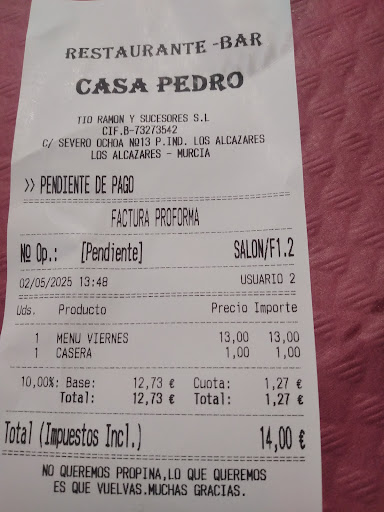 RESTAURANTE -BAR
CASA PEDRO
TIO RAMON Y SUCESORES S.L
CIF.B-73273542
C/ SEVERO OCHOA Nº13 P.IND. LOS ALCAZARES
LOS ALCAZARES - MURCIA
>> PENDIENTE DE PAGO
FACTURA PROFORMA
Nº Op.: [Pendiente] SALON/F1.2
02/05/2025 13:48 USUARIO 2
Uds. Producto Precio Importe
1 MENU VIERNES 13,00 13,00
1 CASERA 1,00 1,00
10,00%: Base: 12,73 € Cuota: 1,27 €
Total: 12,73 € Total: 1,27 €
Total (Impuestos Incl.) 14,00 €
NO QUEREMOS PROPINA,LO QUE QUEREMOS
ES QUE VUELVAS.MUCHAS GRACIAS.